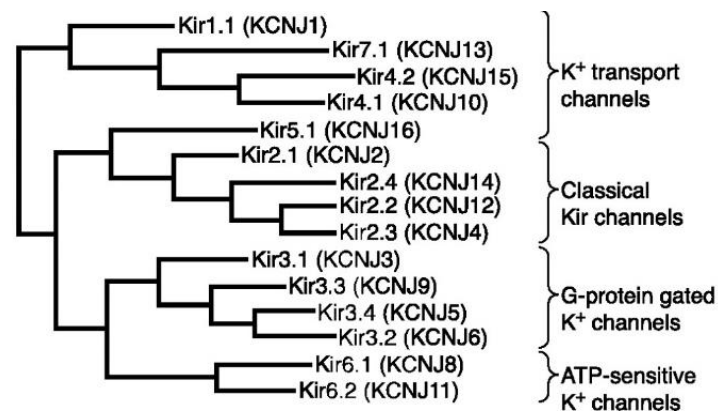 Kir1.1 (KCNJ1)
Kir7.1 (KCNJ13)
Kir4.2 (KCNJ15)
Kir4.1 (KCNJ10)
Kir5.1 (KCNJ16)
K+ transport
channels
Kir2.1 (KCNJ2)
Kir2.4 (KCNJ14)
Kir2.2 (KCNJ12)
Kir2.3 (KCNJ4)
Classical
Kir channels
Kir3.1 (KCNJ3)
Kir3.3 (KCNJ9)
Kir3.4 (KCNJ5)
Kir3.2 (KCNJ6)
G-protein gated
K+ channels
Kir6.1 (KCNJ8)
Kir6.2 (KCNJ11)
ATP-sensitive
K+ channels